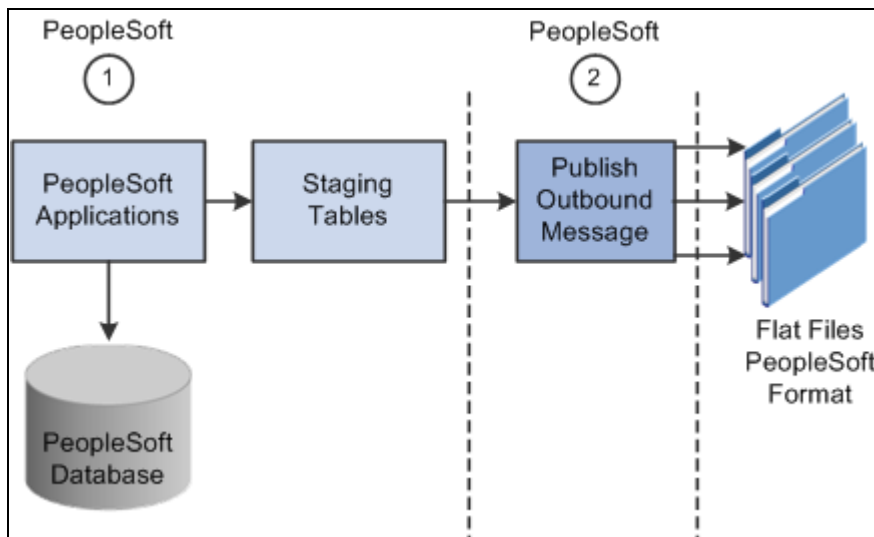 PeopleSoft
1
PeopleSoft
2
PeopleSoft
Applications
Staging
Tables
Publish
Outbound
Message
Flat Files
PeopleSoft
Format
PeopleSoft
Database